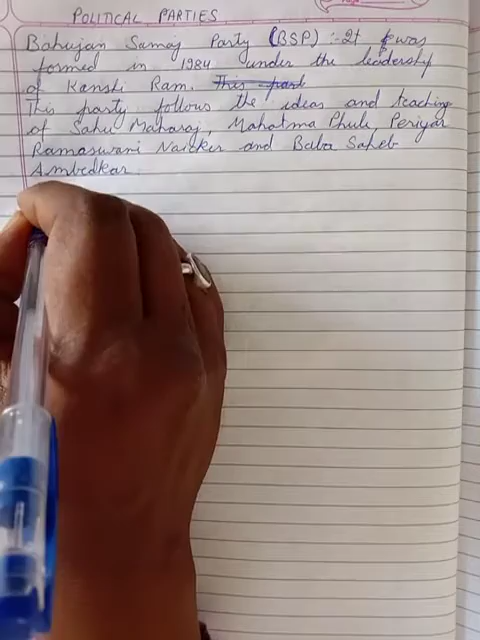 POLITICAL PARTIES
Bahujan Samaj Party (BSP) :- It was
formed in 1984 under the leadership
of Kanshi Ram. This part
This party follows the ideas and teaching
of Sahu Maharaj, Mahatma Phule, Periyar
Ramaswani Naicker and Baba Saheb
Ambedkar.